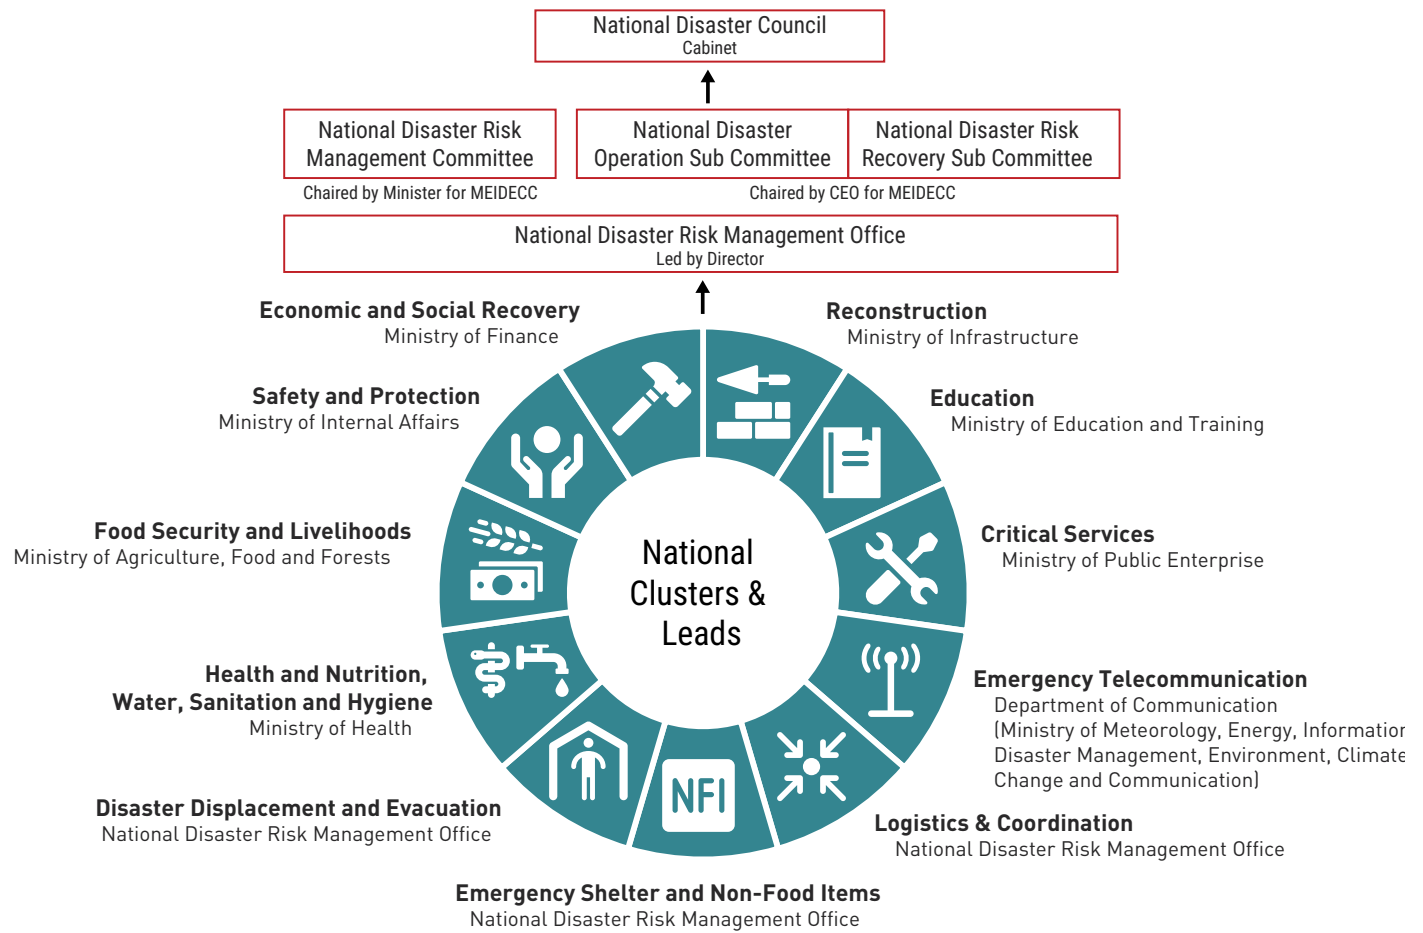 National Disaster Council
Cabinet
National Disaster Risk
Management Committee
National Disaster
Operation Sub Committee
National Disaster Risk
Recovery Sub Committee
Chaired by Minister for MEIDECC
Chaired by CEO for MEIDECC
National Disaster Risk Management Office
Led by Director
Economic and Social Recovery
Ministry of Finance
Reconstruction
Ministry of Infrastructure
Safety and Protection
Ministry of Internal Affairs
Education
Ministry of Education and Training
Food Security and Livelihoods
Ministry of Agriculture, Food and Forests
Critical Services
Ministry of Public Enterprise
National
Clusters &
Leads
Health and Nutrition,
Water, Sanitation and Hygiene
Ministry of Health
Emergency Telecommunication
Department of Communication
(Ministry of Meteorology, Energy, Information
Disaster Management, Environment, Climate
Change and Communication)
Disaster Displacement and Evacuation
National Disaster Risk Management Office
NFI
Logistics & Coordination
National Disaster Risk Management Office
Emergency Shelter and Non-Food Items
National Disaster Risk Management Office